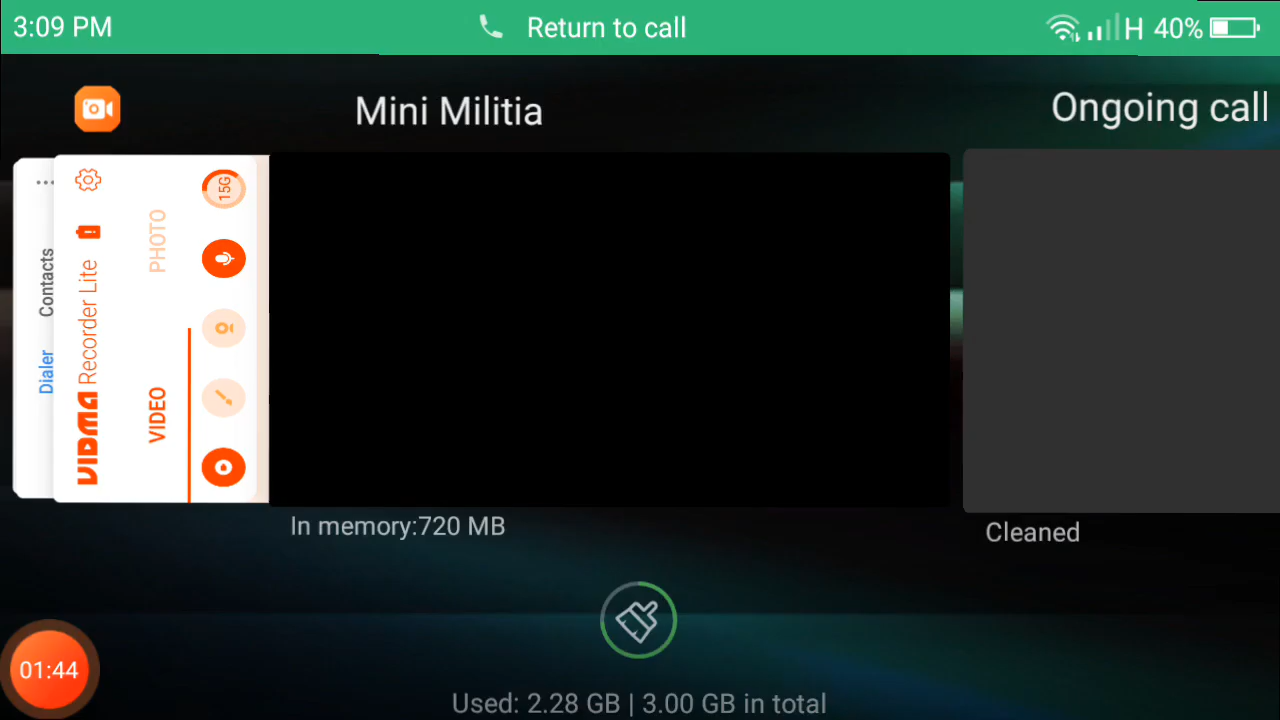 3:09 PM
Return to call
H 40%
Mini Militia
Ongoing call
Dialer Contacts
VIDMA Recorder Lite
VIDEO PHOTO
15G
In memory:720 MB
Cleaned
01:44
Used: 2.28 GB | 3.00 GB in total